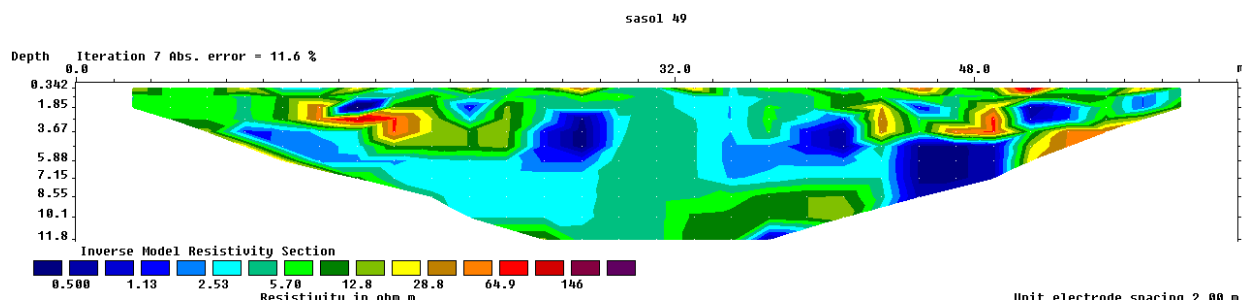 sasol 49
Depth Iteration 7 Abs. error = 11.6 %
0.0 32.0 48.0 m
0.342
1.85
3.67
5.88
7.15
8.55
10.1
11.8
Inverse Model Resistivity Section
0.500 1.13 2.53 5.70 12.8 28.8 64.9 146
Resistivity in ohm.m
Unit electrode spacing 2.00 m